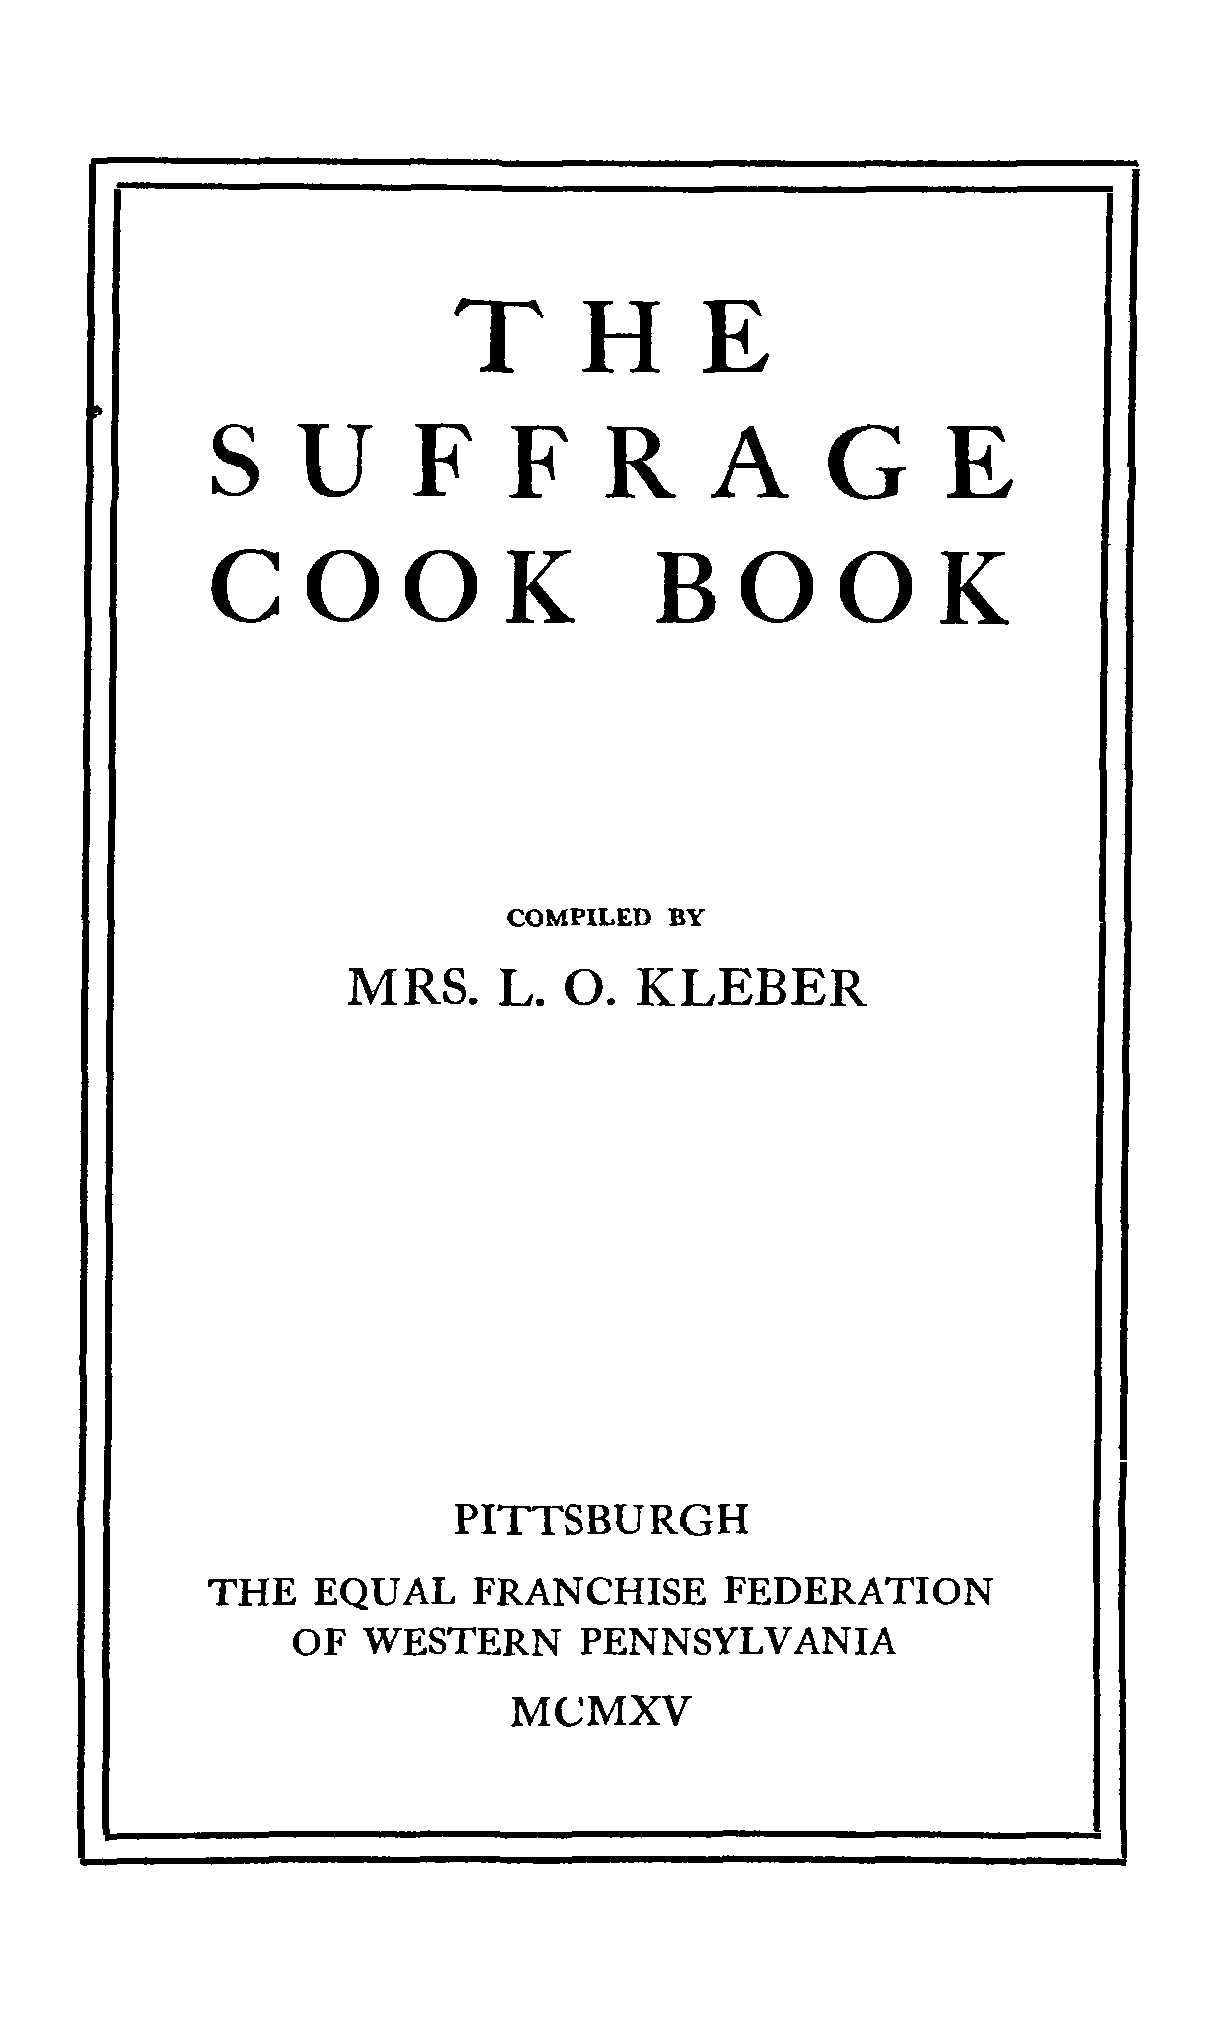 THE
SUFFRAGE
COOK BOOK
COMPILED BY
MRS. L. O. KLEBER
PITTSBURGH
THE EQUAL FRANCHISE FEDERATION
OF WESTERN PENNSYLVANIA
MCMXV